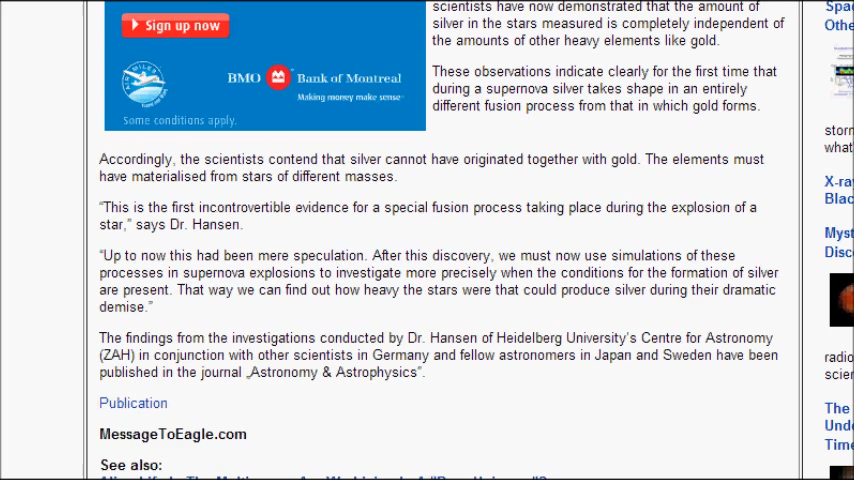 Sign up now
AIR MILES
BMO Bank of Montreal
Making money make sense
Some conditions apply.
scientists have now demonstrated that the amount of
silver in the stars measured is completely independent of
the amounts of other heavy elements like gold.
These observations indicate clearly for the first time that
during a supernova silver takes shape in an entirely
different fusion process from that in which gold forms.
Accordingly, the scientists contend that silver cannot have originated together with gold. The elements must
have materialised from stars of different masses.
“This is the first incontrovertible evidence for a special fusion process taking place during the explosion of a
star,” says Dr. Hansen.
“Up to now this had been mere speculation. After this discovery, we must now use simulations of these
processes in supernova explosions to investigate more precisely when the conditions for the formation of silver
are present. That way we can find out how heavy the stars were that could produce silver during their dramatic
demise.”
The findings from the investigations conducted by Dr. Hansen of Heidelberg University’s Centre for Astronomy
(ZAH) in conjunction with other scientists in Germany and fellow astronomers in Japan and Sweden have been
published in the journal „Astronomy & Astrophysics”.
Publication
MessageToEagle.com
See also:
Othe
storm
what
X-ra
Blac
Myst
Disc
radio
scien
The
Unde
Time